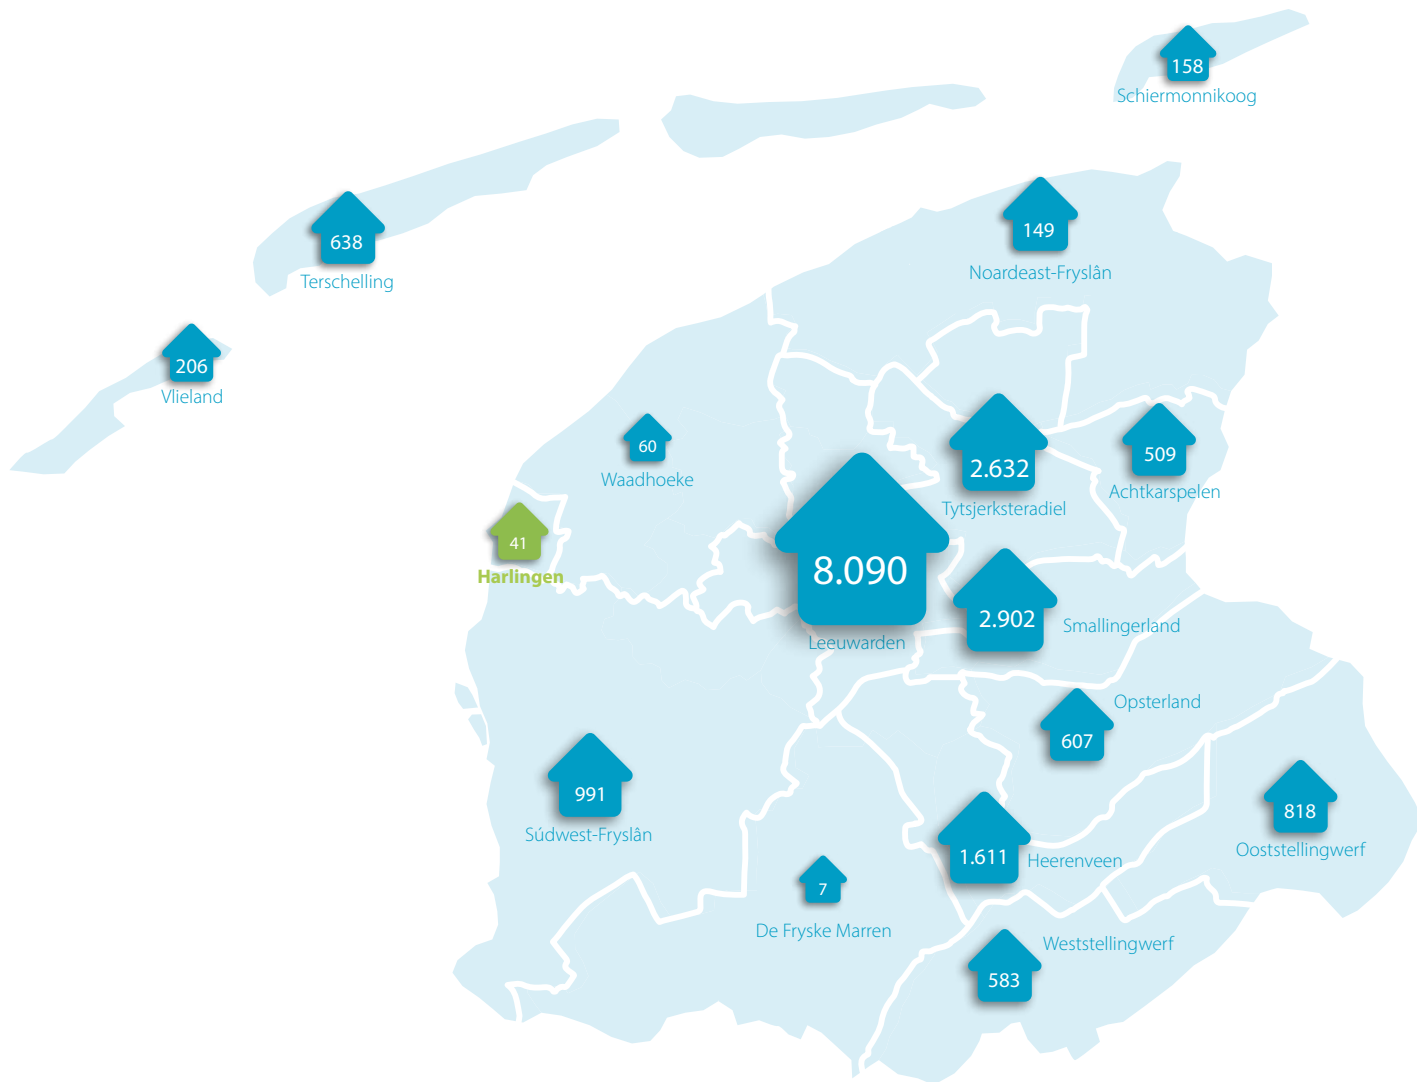 158
Schiermonnikoog
149
Noardeast-Fryslân
638
Terschelling
206
Vlieland
60
Waadhoeke
2.632
Tytsjerksteradiel
509
Achtkarspelen
41
Harlingen
8.090
Leeuwarden
2.902
Smallingerland
Opsterland
607
991
Súdwest-Fryslân
818
Ooststellingwerf
1.611
Heerenveen
7
De Fryske Marren
Weststellingwerf
583